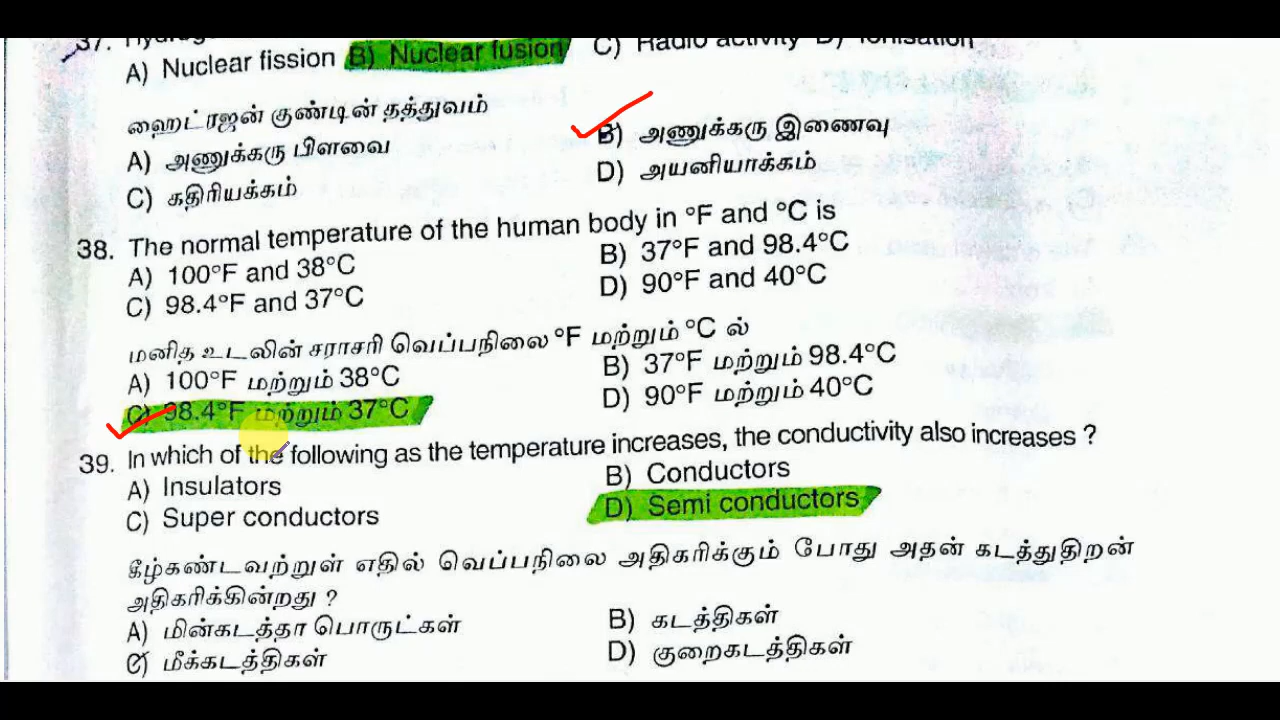 37.
A) Nuclear fission B) Nuclear fusion C) Radio activity D) Ionisation
ஹைட்ரஜன் குண்டின் தத்துவம்
A) அணுக்கரு பிளவை B) அணுக்கரு இணைவு
C) கதிரியக்கம் D) அயனியாக்கம்
38. The normal temperature of the human body in °F and °C is
A) 100°F and 38°C B) 37°F and 98.4°C
C) 98.4°F and 37°C D) 90°F and 40°C
மனித உடலின் சராசரி வெப்பநிலை °F மற்றும் °C ல்
A) 100°F மற்றும் 38°C B) 37°F மற்றும் 98.4°C
C) 98.4°F மற்றும் 37°C D) 90°F மற்றும் 40°C
39. In which of the following as the temperature increases, the conductivity also increases ?
A) Insulators B) Conductors
C) Super conductors D) Semi conductors
கீழ்கண்டவற்றுள் எதில் வெப்பநிலை அதிகரிக்கும் போது அதன் கடத்துதிறன்
அதிகரிக்கின்றது ?
A) மின்கடத்தா பொருட்கள் B) கடத்திகள்
C) மீக்கடத்திகள் D) குறைகடத்திகள்